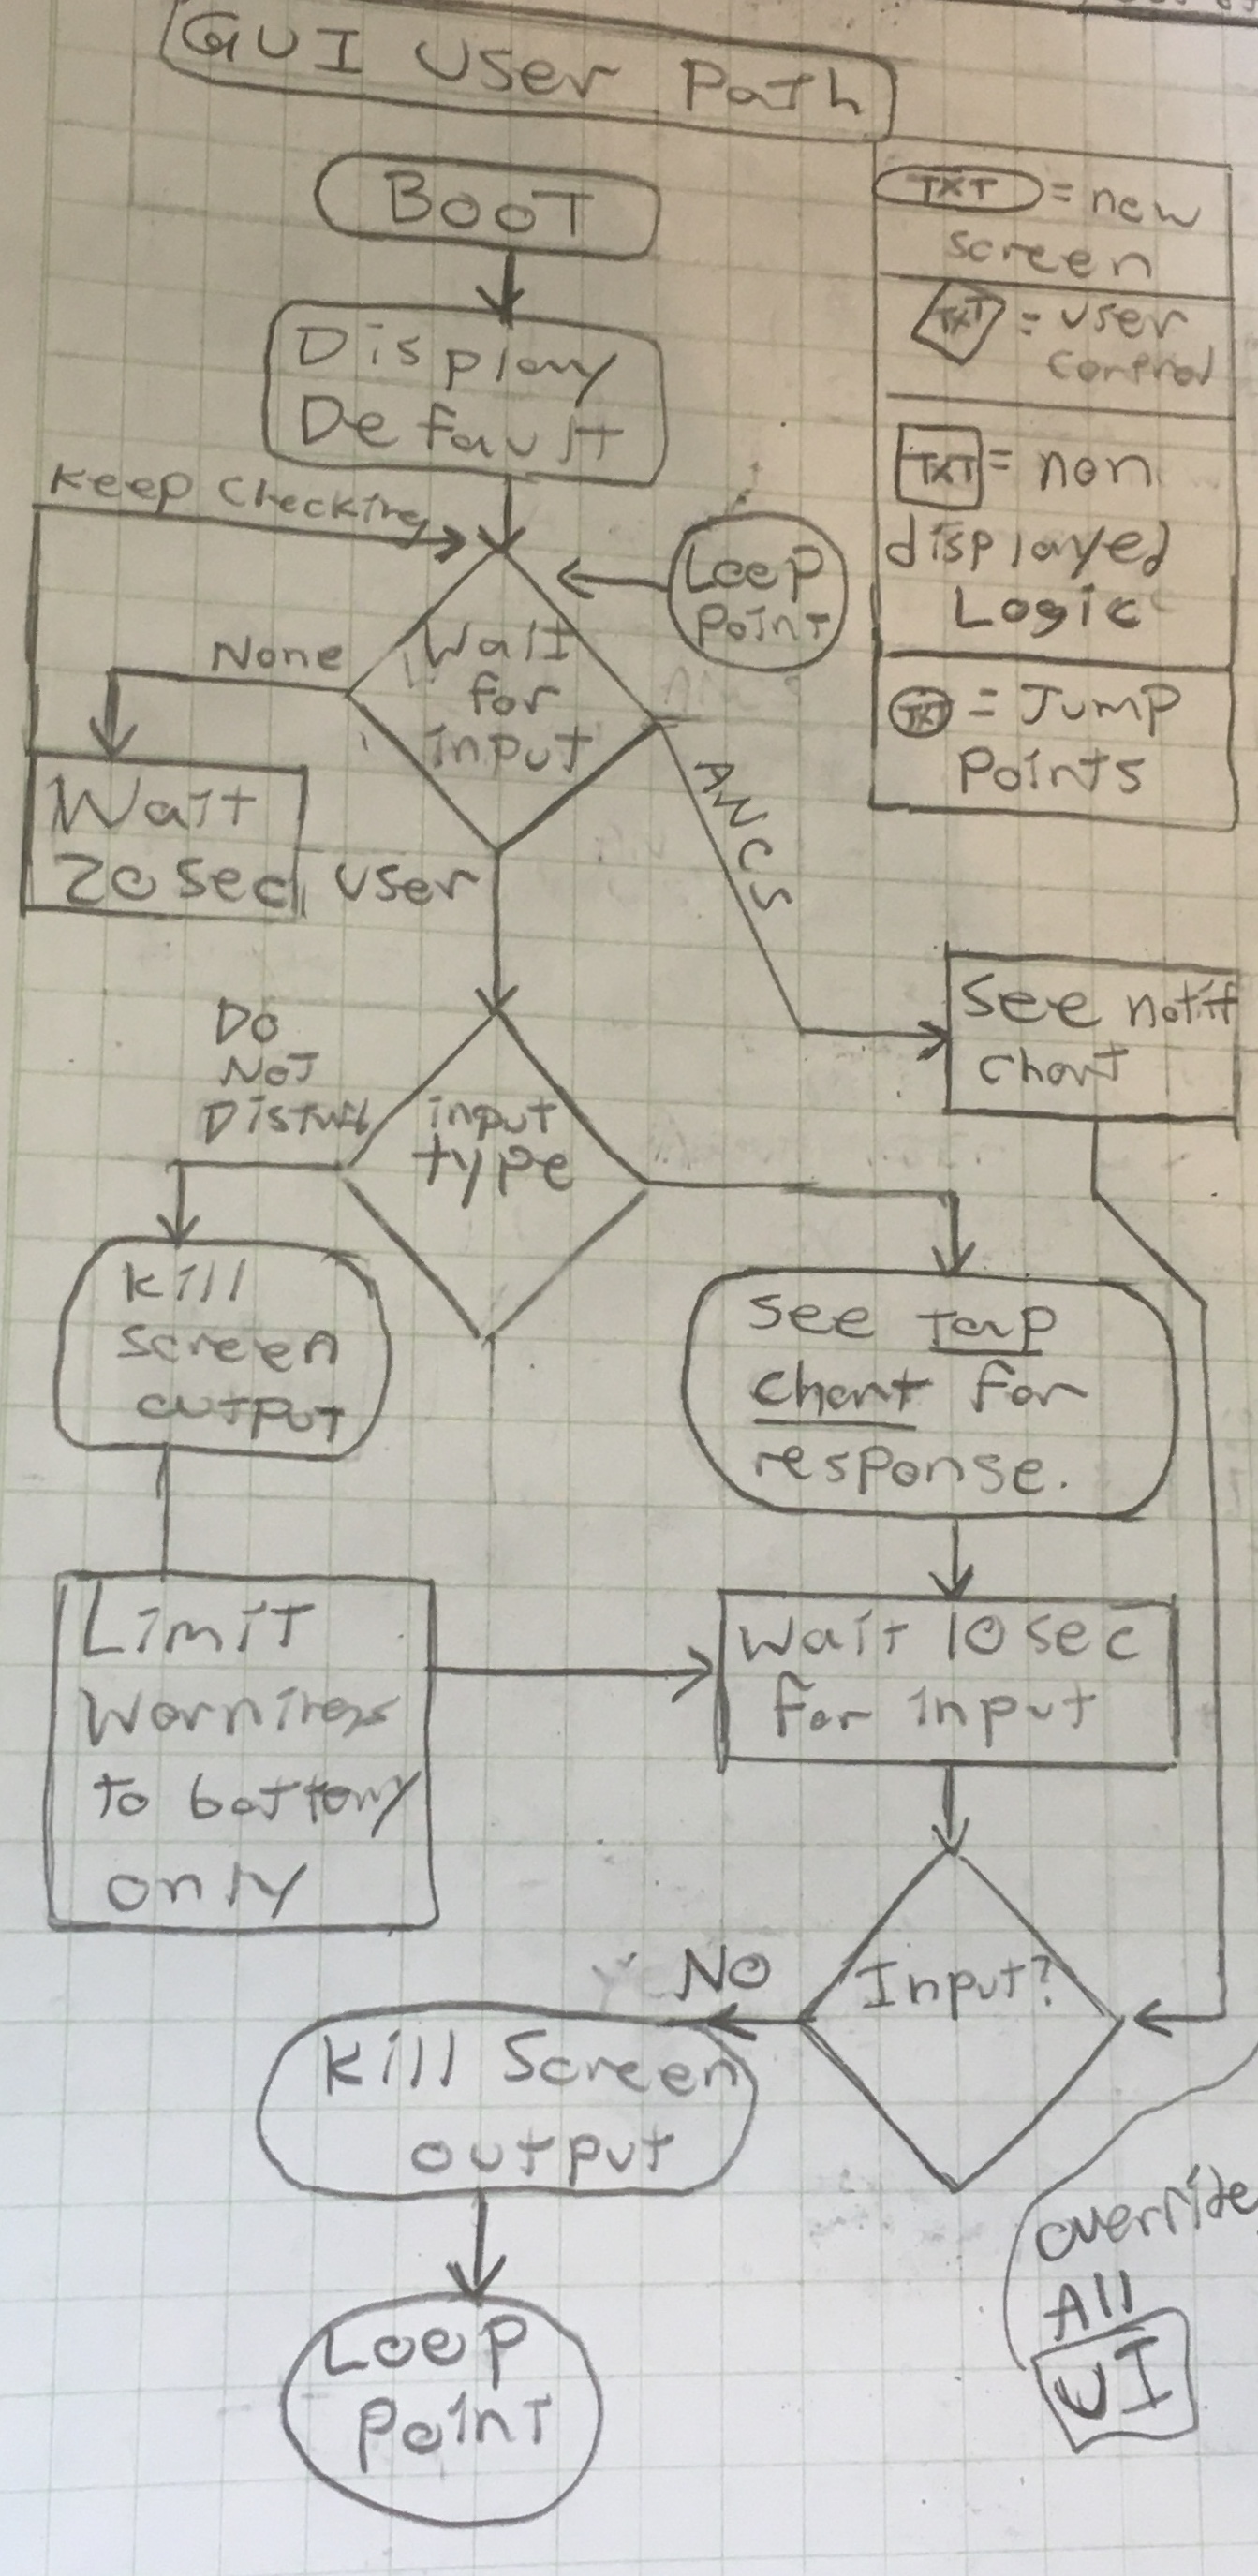 GUI User Path
BOOT
TXT = new
screen
TXT = user
control
TXT = non
displayed
Logic
TXT = Jump
Points
Display
Default
Keep Checking
Loop
Point
None
Wait
for
input
ANCS
Wait
20 sec
user
See notif
chart
Do
NOT
Disturb
input
type
Kill
screen
output
See Tap
chart for
response.
Limit
Warnings
to battery
only
Wait 10 sec
for input
Input?
NO
Kill Screen
output
override
All
UI
Loop
Point